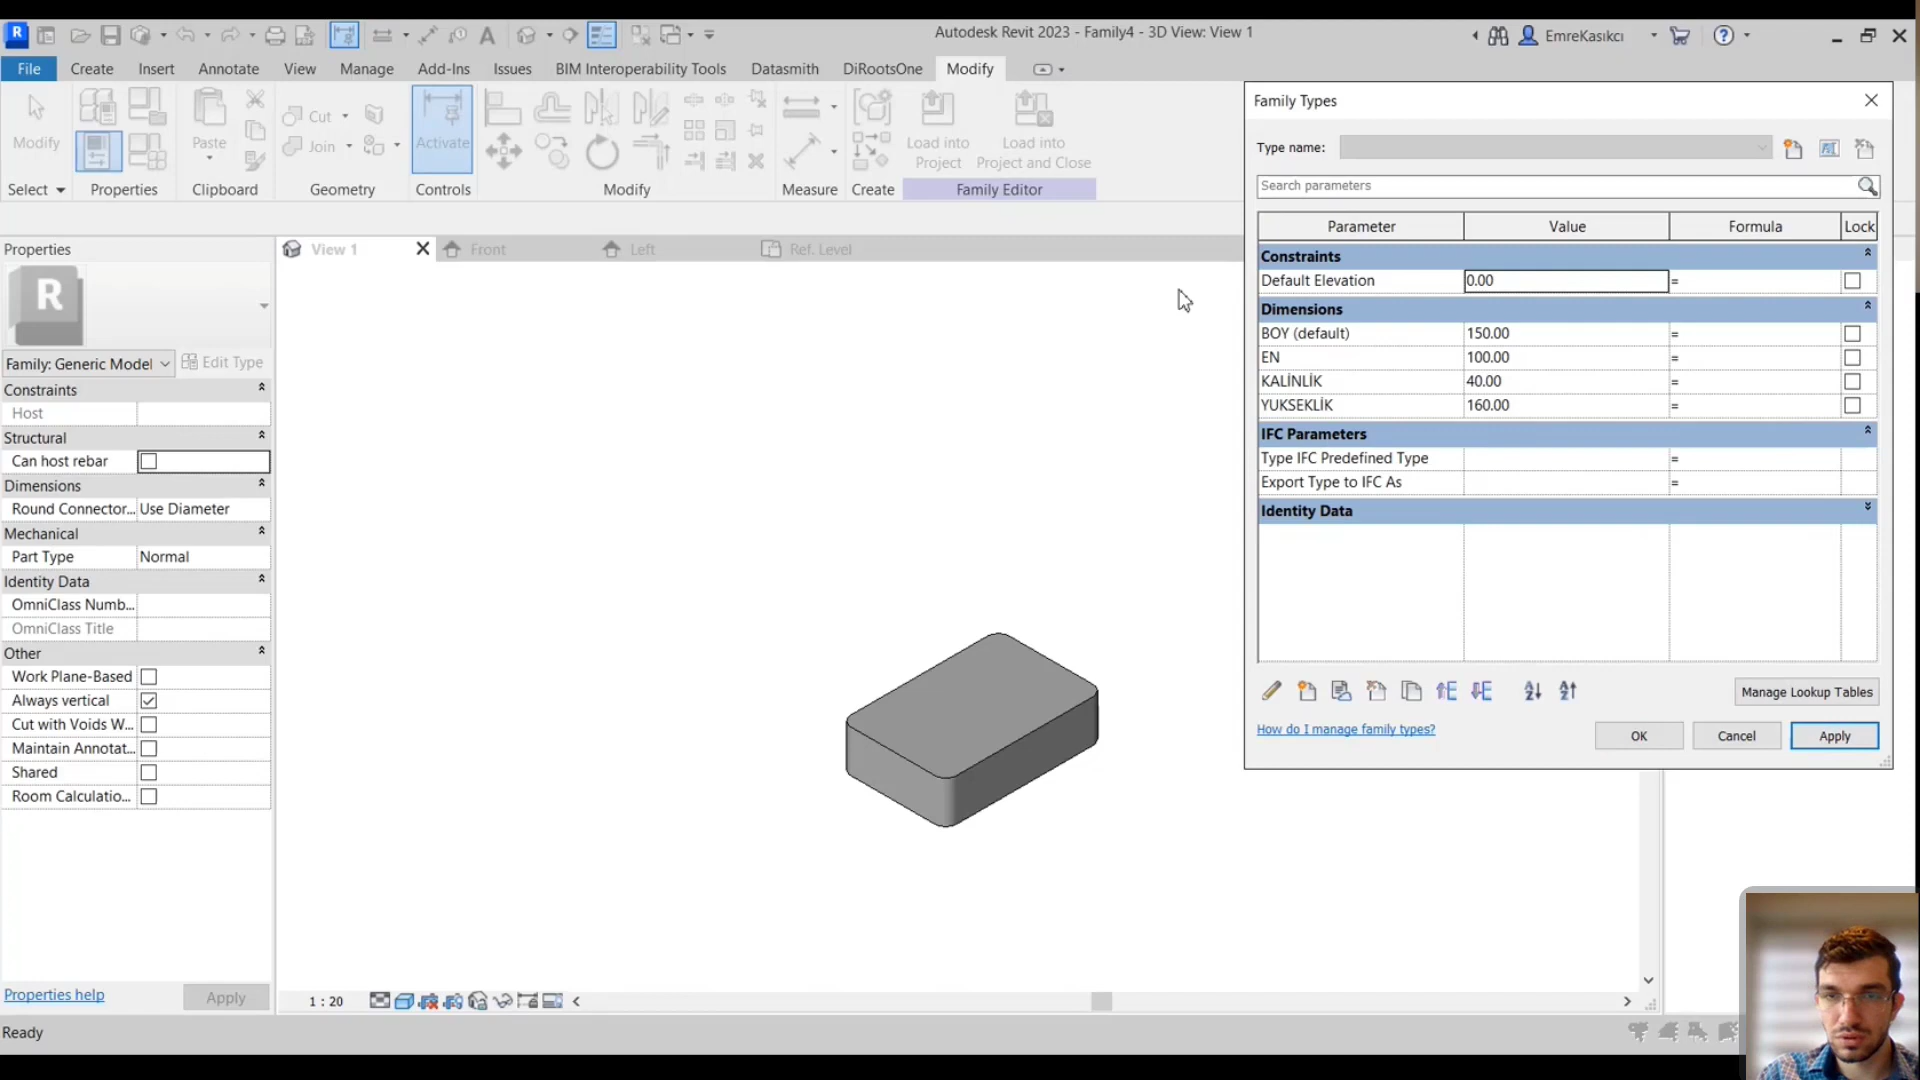 R
Autodesk Revit 2023 - Family4 - 3D View: View 1
EmreKasıkcı
File Create Insert Annotate View Manage Add-Ins Issues BIM Interoperability Tools Datasmith DiRootsOne Modify
Modify
Paste
Cut
Join
Activate
Load into
Project
Load into
Project and Close
Select Properties Clipboard Geometry Controls Modify Measure Create Family Editor
Properties
View 1
Front
Left
Ref. Level
R
Family: Generic Model
Edit Type
Constraints
Host
Structural
Can host rebar
Dimensions
Round Connector... Use Diameter
Mechanical
Part Type Normal
Identity Data
OmniClass Numb...
OmniClass Title
Other
Work Plane-Based
Always vertical
Cut with Voids W...
Maintain Annotat...
Shared
Room Calculatio...
Properties help
Apply
1 : 20
Ready
Family Types
Type name:
Search parameters
Parameter Value Formula Lock
Constraints
Default Elevation 0.00 =
Dimensions
BOY (default) 150.00 =
EN 100.00 =
KALİNLİK 40.00 =
YUKSEKLİK 160.00 =
IFC Parameters
Type IFC Predefined Type =
Export Type to IFC As =
Identity Data
Manage Lookup Tables
How do I manage family types?
OK Cancel Apply